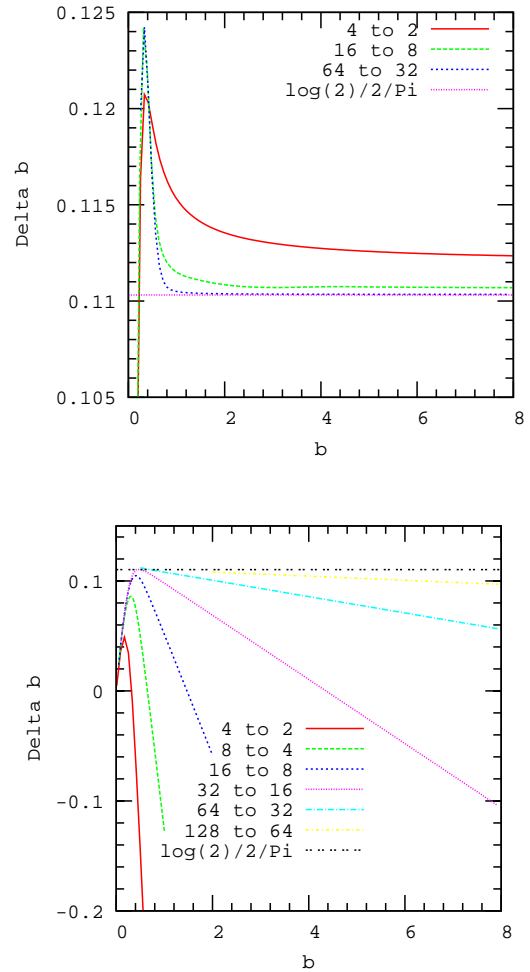 0.125
4 to 2
16 to 8
64 to 32
log(2)/2/Pi
0.12
Delta b
0.115
0.11
0.105
0 2 4 6 8
b
0.1
4 to 2
8 to 4
16 to 8
32 to 16
64 to 32
128 to 64
log(2)/2/Pi
Delta b
0
-0.1
-0.2
0 2 4 6 8
b